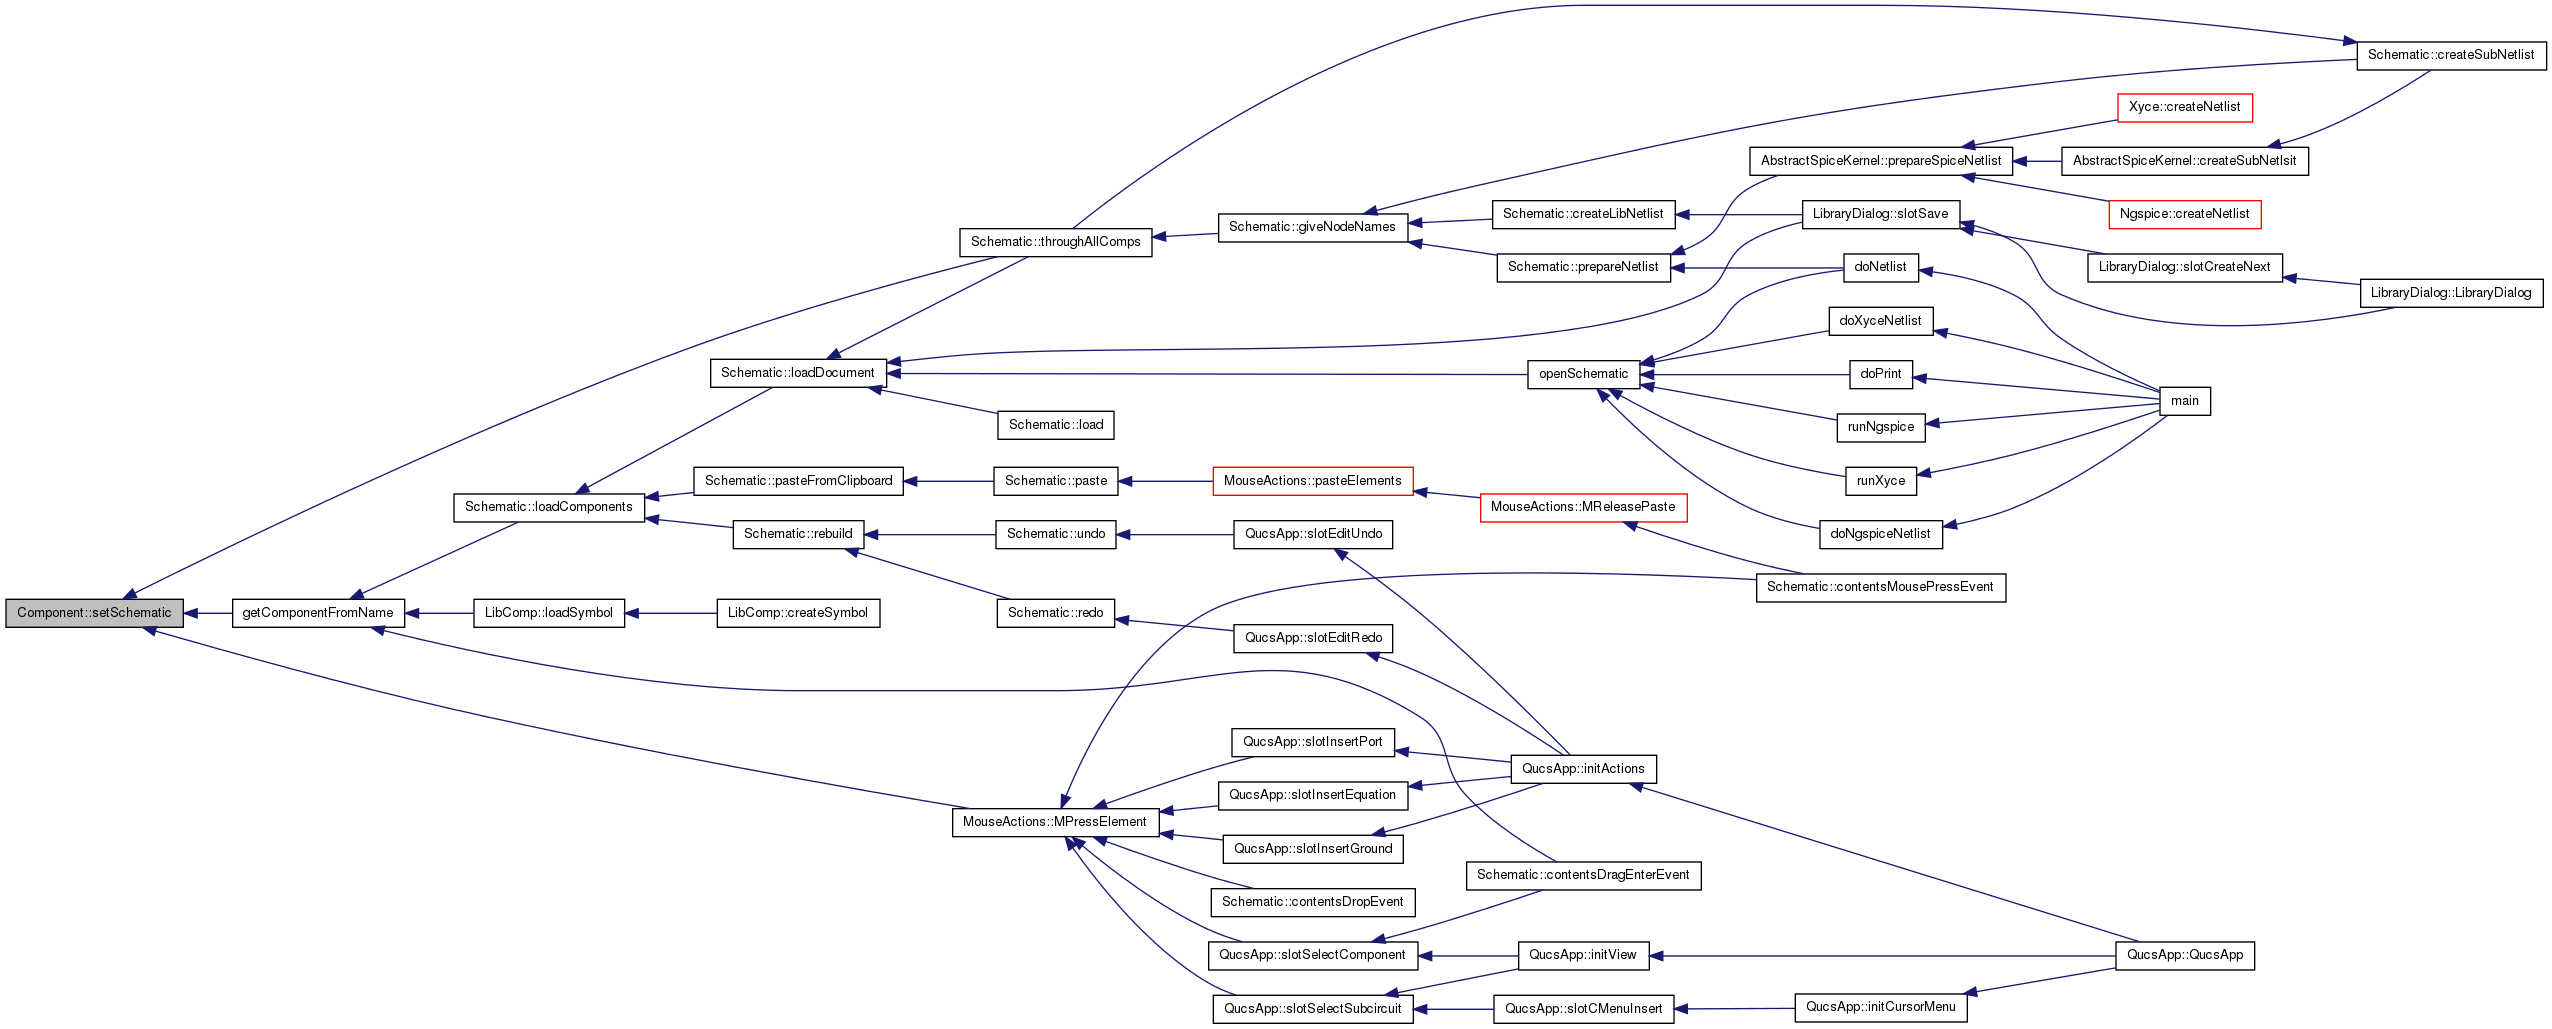 Schematic::createSubNetlist
Xyce::createNetlist
AbstractSpiceKernel::prepareSpiceNetlist
AbstractSpiceKernel::createSubNetlsit
Schematic::createLibNetlist
LibraryDialog::slotSave
Ngspice::createNetlist
Schematic::giveNodeNames
Schematic::throughAllComps
Schematic::prepareNetlist
doNetlist
LibraryDialog::slotCreateNext
LibraryDialog::LibraryDialog
doXyceNetlist
Schematic::loadDocument
openSchematic
doPrint
main
Schematic::load
runNgspice
Schematic::pasteFromClipboard
Schematic::paste
MouseActions::pasteElements
runXyce
Schematic::loadComponents
MouseActions::MReleasePaste
Schematic::rebuild
Schematic::undo
QucsApp::slotEditUndo
doNgspiceNetlist
Schematic::contentsMousePressEvent
Component::setSchematic
getComponentFromName
LibComp::loadSymbol
LibComp::createSymbol
Schematic::redo
QucsApp::slotEditRedo
QucsApp::slotInsertPort
QucsApp::initActions
QucsApp::slotInsertEquation
MouseActions::MPressElement
QucsApp::slotInsertGround
Schematic::contentsDragEnterEvent
Schematic::contentsDropEvent
QucsApp::slotSelectComponent
QucsApp::initView
QucsApp::QucsApp
QucsApp::slotSelectSubcircuit
QucsApp::slotCMenuInsert
QucsApp::initCursorMenu